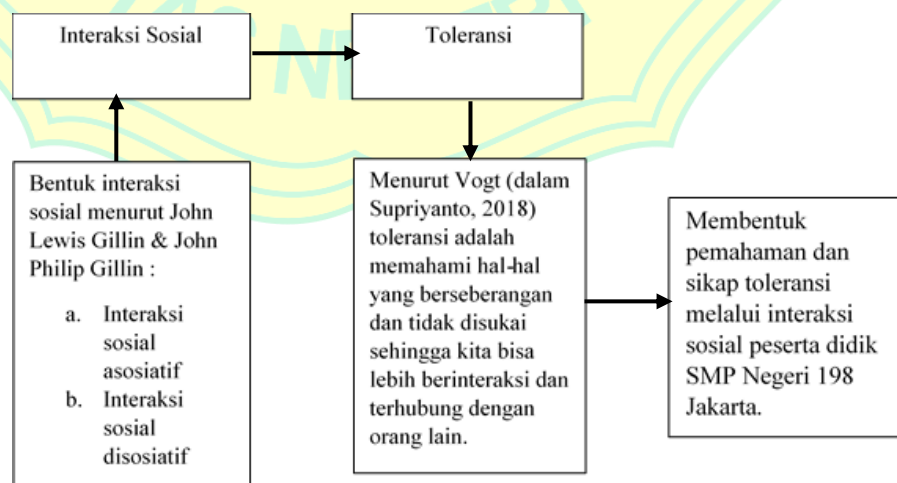 Interaksi Sosial
Toleransi
Bentuk interaksi
sosial menurut John
Lewis Gillin & John
Philip Gillin :
a. Interaksi
sosial
asosiatif
b. Interaksi
sosial
disosiatif
Menurut Vogt (dalam
Supriyanto, 2018)
toleransi adalah
memahami hal-hal
yang berseberangan
dan tidak disukai
sehingga kita bisa
lebih berinteraksi dan
terhubung dengan
orang lain.
Membentuk
pemahaman dan
sikap toleransi
melalui interaksi
sosial peserta didik
SMP Negeri 198
Jakarta.